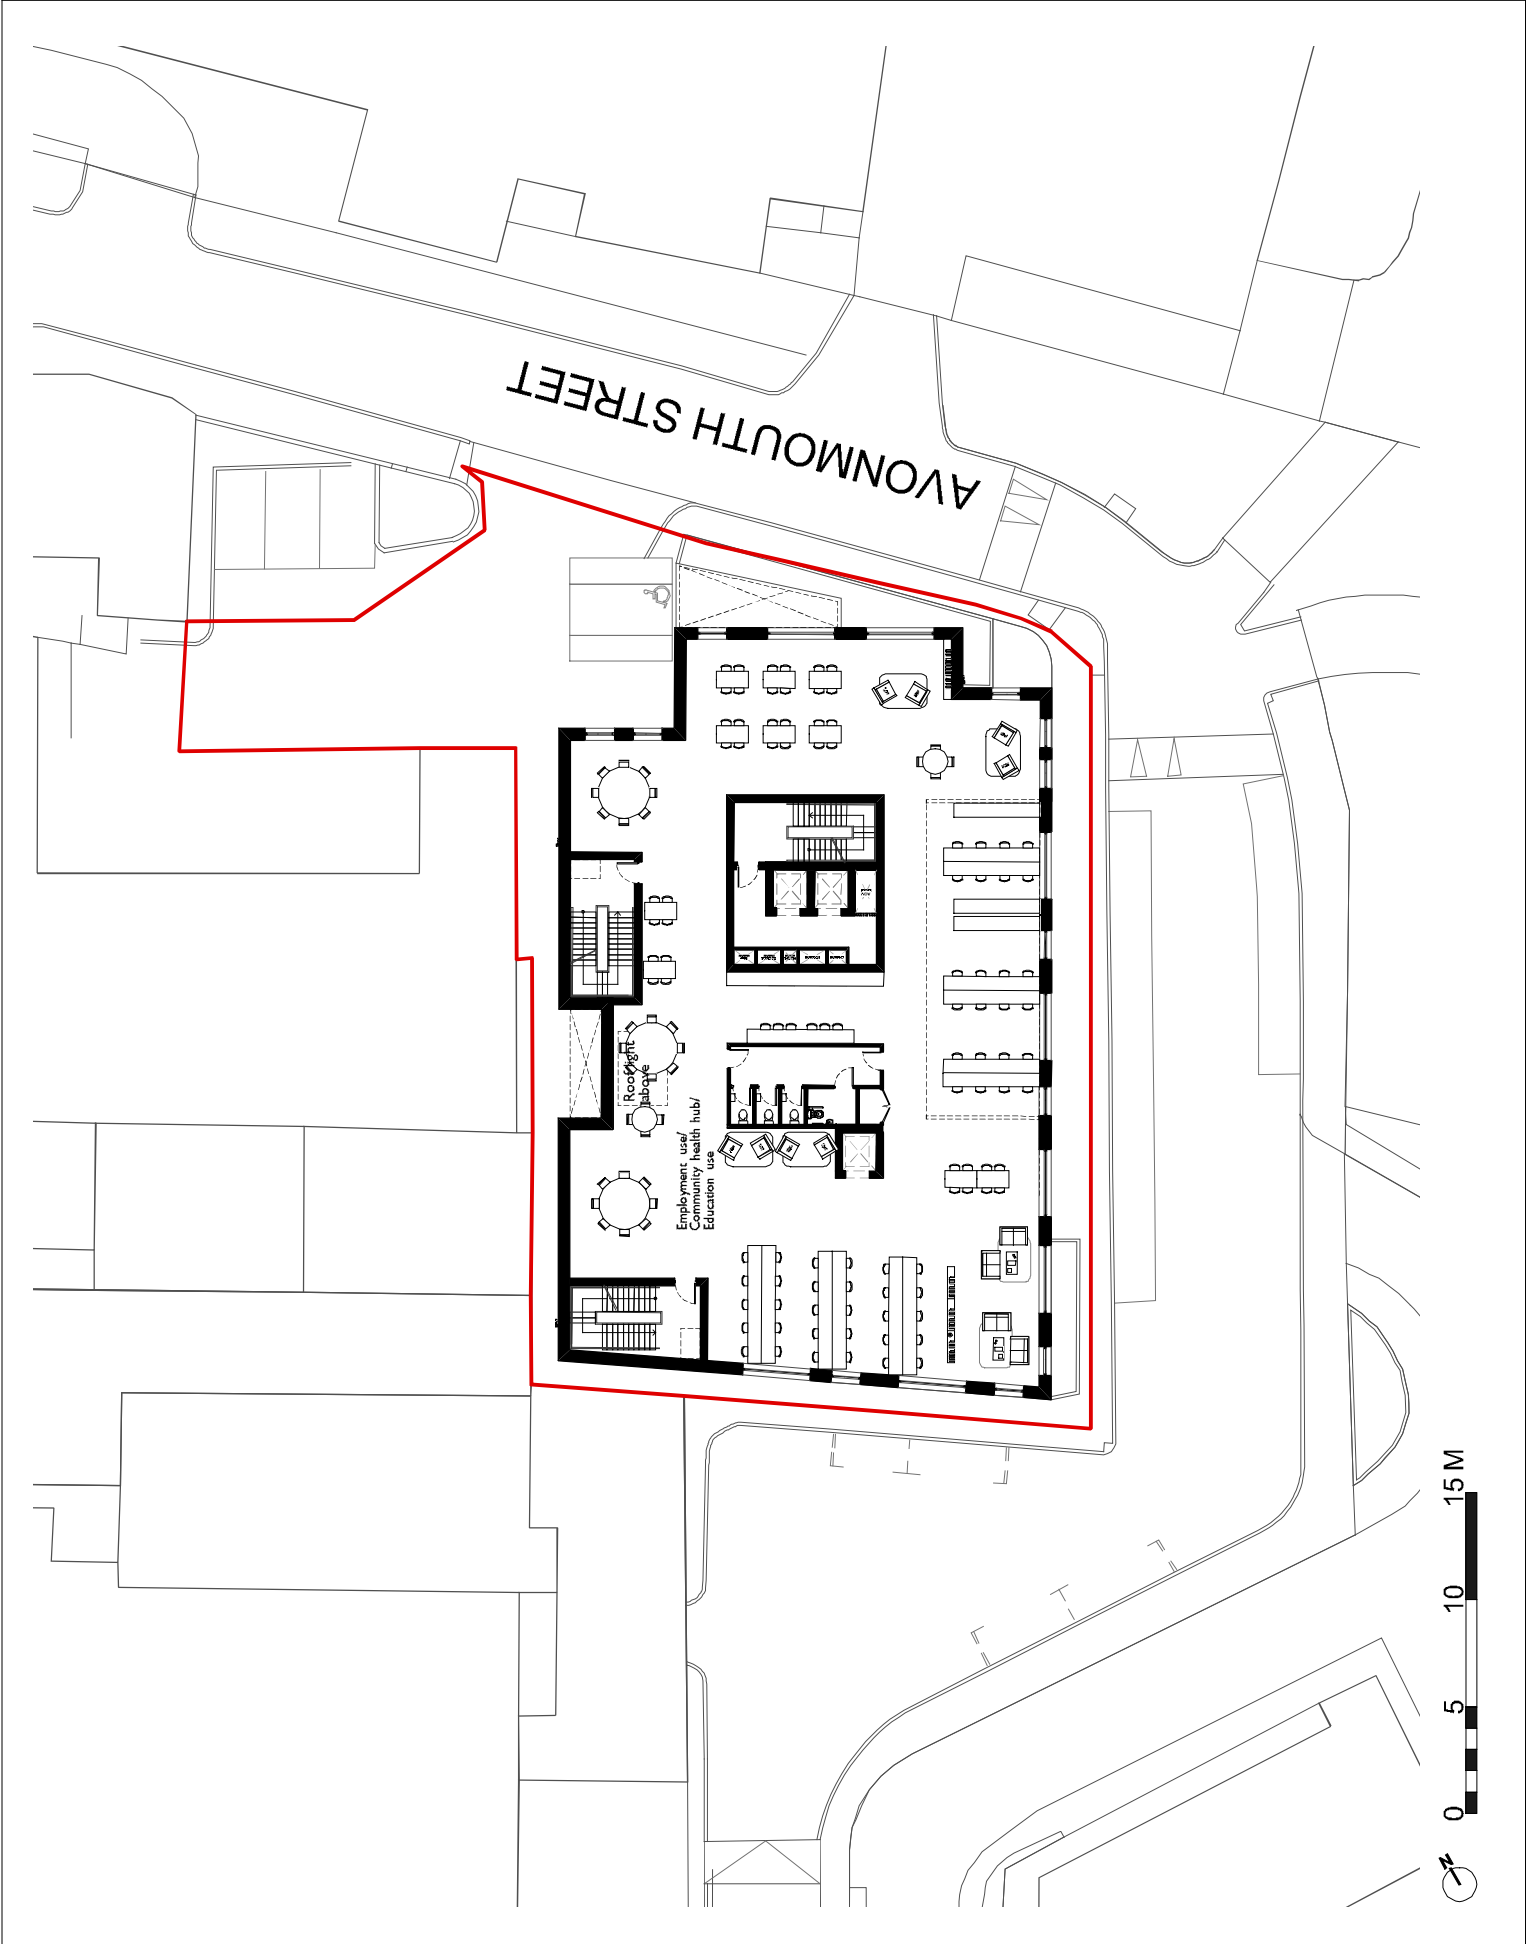 AVONMOUTH STREET
Rooflight
above
Employment use/
Community health hub/
Education use
0 5 10 15 M
N